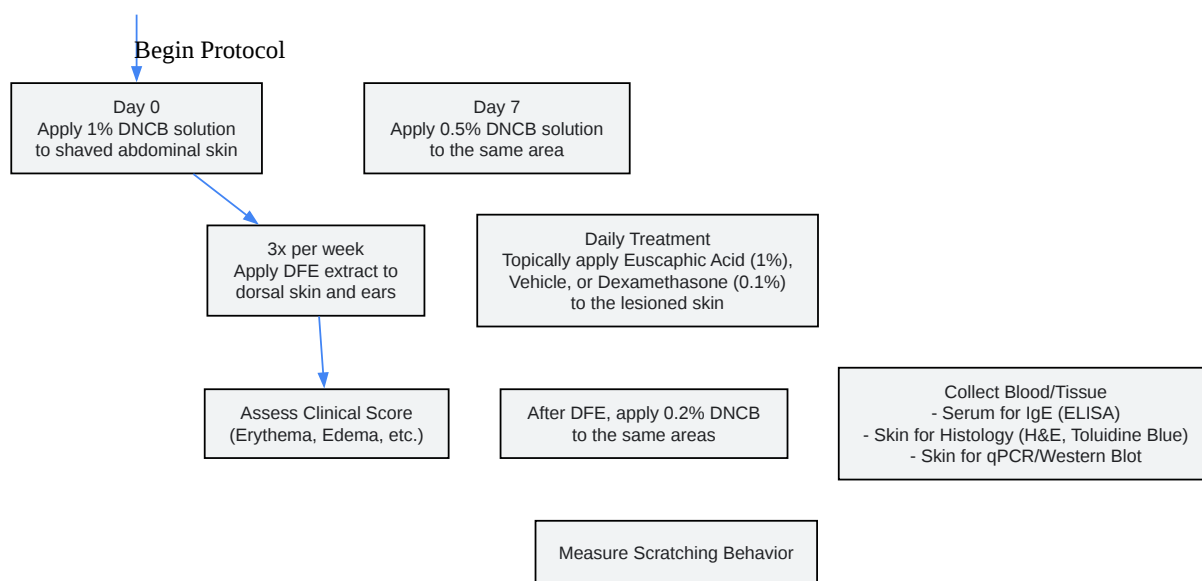 Begin Protocol
Day 0
Apply 1% DNCB solution
to shaved abdominal skin
Day 7
Apply 0.5% DNCB solution
to the same area
3x per week
Apply DFE extract to
dorsal skin and ears
Daily Treatment
Topically apply Euscaphic Acid (1%),
Vehicle, or Dexamethasone (0.1%)
to the lesioned skin
Assess Clinical Score
(Erythema, Edema, etc.)
After DFE, apply 0.2% DNCB
to the same areas
Collect Blood/Tissue
- Serum for IgE (ELISA)
- Skin for Histology (H&E, Toluidine Blue)
- Skin for qPCR/Western Blot
Measure Scratching Behavior